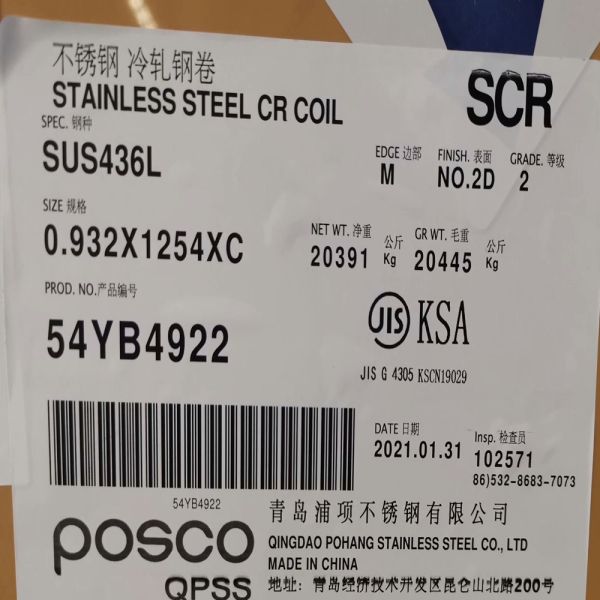 不锈钢 冷轧钢卷
STAINLESS STEEL CR COIL
SCR
SPEC. 钢种
SUS436L
EDGE 边部 FINISH. 表面 GRADE. 等级
M NO.2D 2
SIZE 规格
0.932X1254XC
NET WT. 净重 公斤 GR WT. 毛重 公斤
20391 Kg 20445 Kg
PROD. NO.产品编号
54YB4922
JIS KSA
JIS G 4305 KSCN19029
DATE 日期 Insp. 检查员
2021.01.31 102571
86)532-8683-7073
54YB4922
posco
QPSS
青岛浦项不锈钢有限公司
QINGDAO POHANG STAINLESS STEEL CO., LTD
MADE IN CHINA
地址: 青岛经济技术开发区昆仑山北路200号